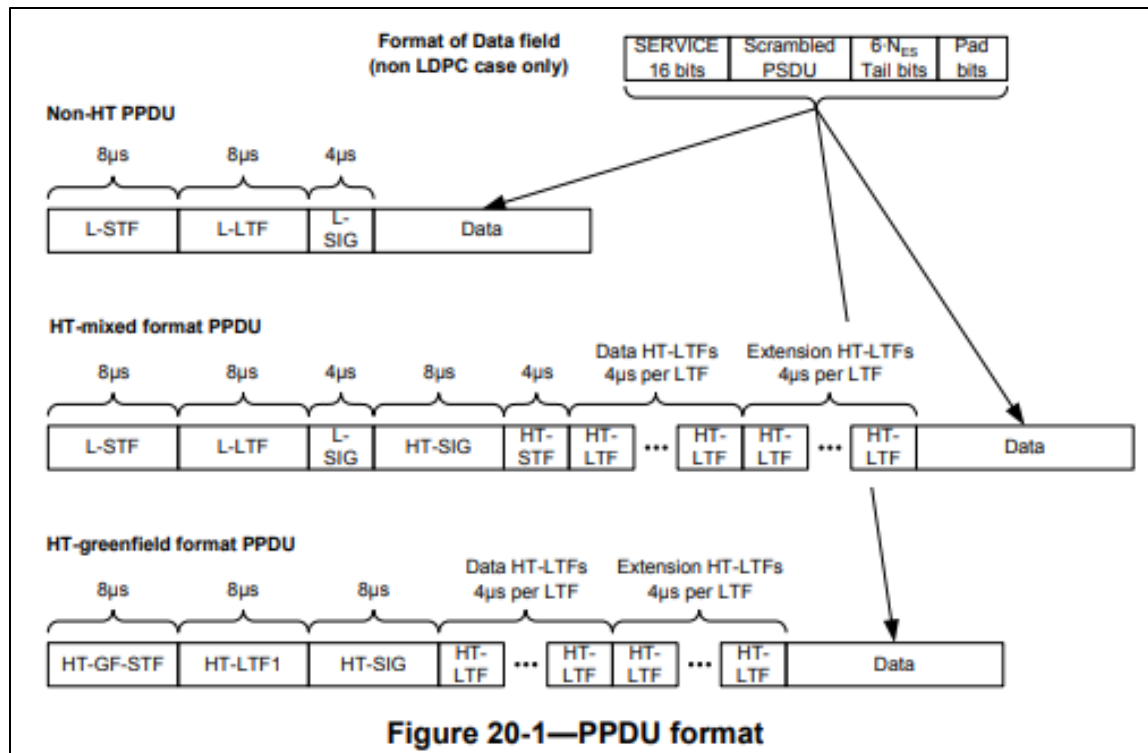 Format of Data field
(non LDPC case only)
SERVICE
16 bits
Scrambled
PSDU
6·NES
Tail bits
Pad
bits
Non-HT PPDU
8µs
8µs
4µs
L-STF
L-LTF
L-
SIG
Data
HT-mixed format PPDU
Data HT-LTFs
4µs per LTF
Extension HT-LTFs
4µs per LTF
8µs
8µs
4µs
8µs
4µs
L-STF
L-LTF
L-
SIG
HT-SIG
HT-
STF
HT-
LTF
•••
HT-
LTF
HT-
LTF
•••
HT-
LTF
Data
HT-greenfield format PPDU
Data HT-LTFs
4µs per LTF
Extension HT-LTFs
4µs per LTF
8µs
8µs
8µs
HT-GF-STF
HT-LTF1
HT-SIG
HT-
LTF
•••
HT-
LTF
HT-
LTF
•••
HT-
LTF
Data
Figure 20-1—PPDU format